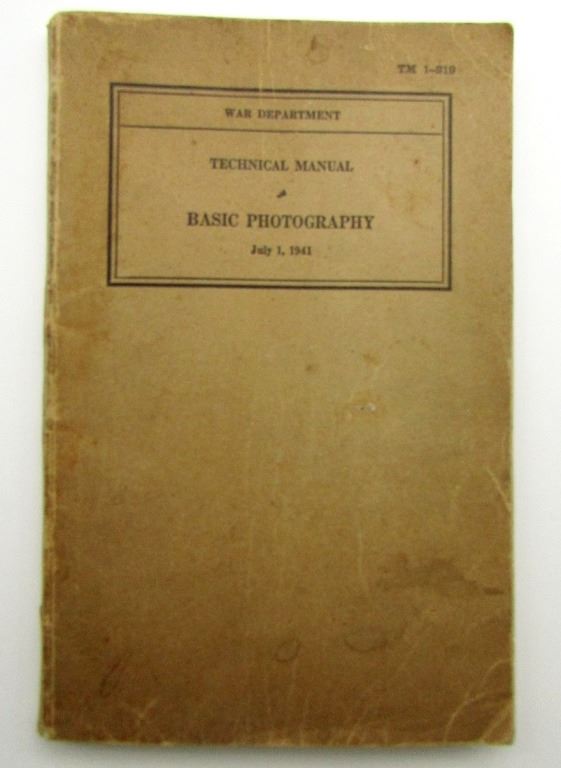 TM 1-219
WAR DEPARTMENT
TECHNICAL MANUAL
BASIC PHOTOGRAPHY
July 1, 1941